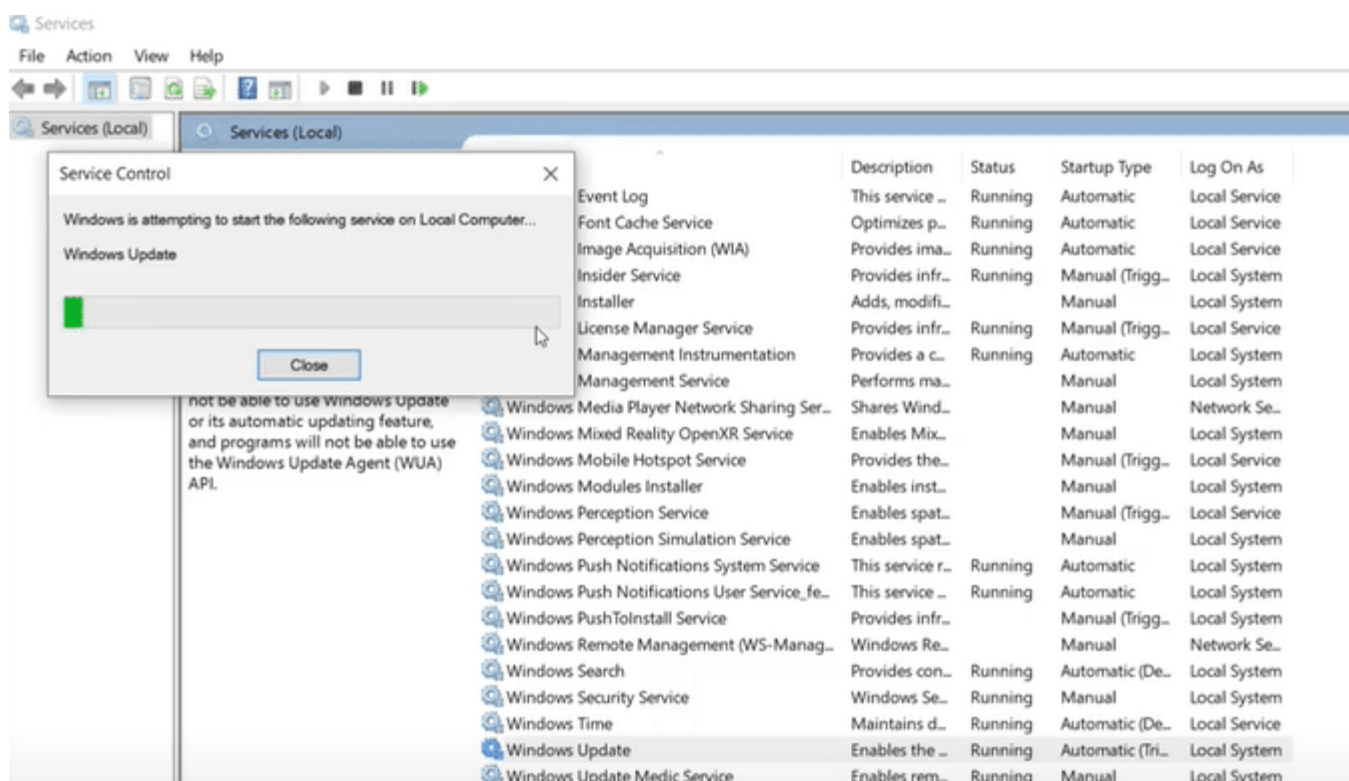 Services
File Action View Help
Services (Local)
Services (Local)
Service Control
Windows is attempting to start the following service on Local Computer...
Windows Update
Close
not be able to use Windows Update
or its automatic updating feature,
and programs will not be able to use
the Windows Update Agent (WUA)
API.
Description Status Startup Type Log On As
Event Log This service ... Running Automatic Local Service
Font Cache Service Optimizes p... Running Automatic Local Service
Image Acquisition (WIA) Provides ima... Running Automatic Local Service
Insider Service Provides infr... Running Manual (Trigg... Local System
Installer Adds, modifi... Manual Local System
License Manager Service Provides infr... Running Manual (Trigg... Local Service
Management Instrumentation Provides a c... Running Automatic Local System
Management Service Performs ma... Manual Local System
Windows Media Player Network Sharing Ser... Shares Wind... Manual Network Se...
Windows Mixed Reality OpenXR Service Enables Mix... Manual Local System
Windows Mobile Hotspot Service Provides the... Manual (Trigg... Local Service
Windows Modules Installer Enables inst... Manual Local System
Windows Perception Service Enables spat... Manual (Trigg... Local Service
Windows Perception Simulation Service Enables spat... Manual Local System
Windows Push Notifications System Service This service r... Running Automatic Local System
Windows Push Notifications User Service_fe... This service ... Running Automatic Local System
Windows PushToInstall Service Provides infr... Manual (Trigg... Local System
Windows Remote Management (WS-Manag... Windows Re... Manual Network Se...
Windows Search Provides con... Running Automatic (De... Local System
Windows Security Service Windows Se... Running Manual Local System
Windows Time Maintains d... Running Automatic (De... Local Service
Windows Update Enables the ... Running Automatic (Tri... Local System
Windows Update Medic Service Enables rem... Running Manual Local System